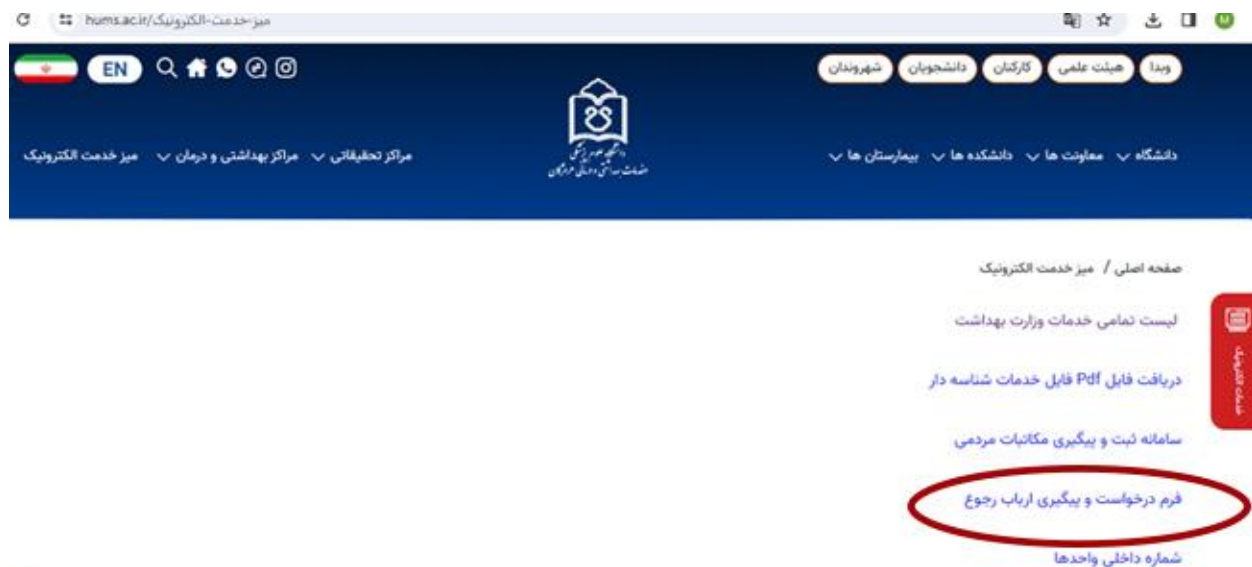 hums.ac.ir/میز-خدمت-الکترونیک
EN
وبدا هیئت علمی کارکنان دانشجویان شهروندان
دانشگاه معاونت ها دانشکده ها بیمارستان ها
مراکز تحقیقاتی مراکز بهداشتی و درمان میز خدمت الکترونیک
صفحه اصلی / میز خدمت الکترونیک
لیست تمامی خدمات وزارت بهداشت
دریافت فایل Pdf فایل خدمات شناسه دار
سامانه ثبت و پیگیری مکاتبات مردمی
فرم درخواست و پیگیری ارباب رجوع
شماره داخلی واحدها
خدمات الکترونیک